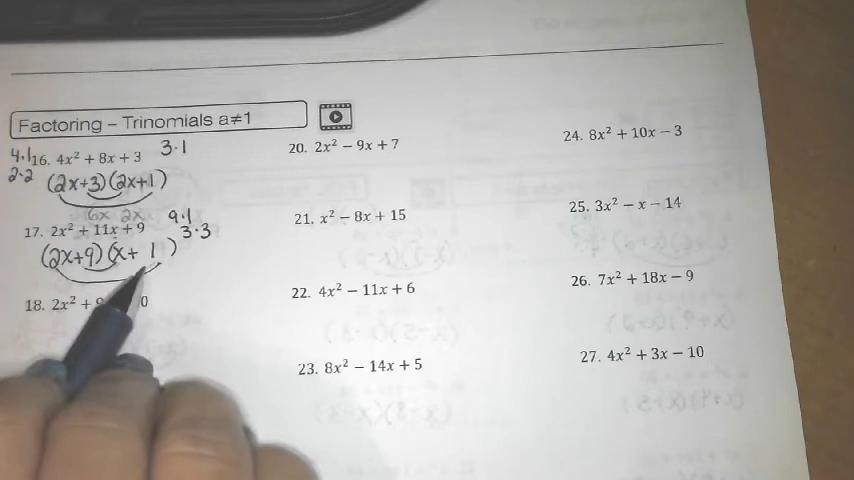 Factoring – Trinomials a≠1
4·1 16. 4x² + 8x + 3 3·1
2·2 (2x+3)(2x+1)
6x 2x 9·1
17. 2x² + 11x + 9 3·3
(2x+9)(x+ 1 )
18. 2x² + 9 0
20. 2x² − 9x + 7
21. x² − 8x + 15
22. 4x² − 11x + 6
23. 8x² − 14x + 5
24. 8x² + 10x − 3
25. 3x² − x − 14
26. 7x² + 18x − 9
27. 4x² + 3x − 10